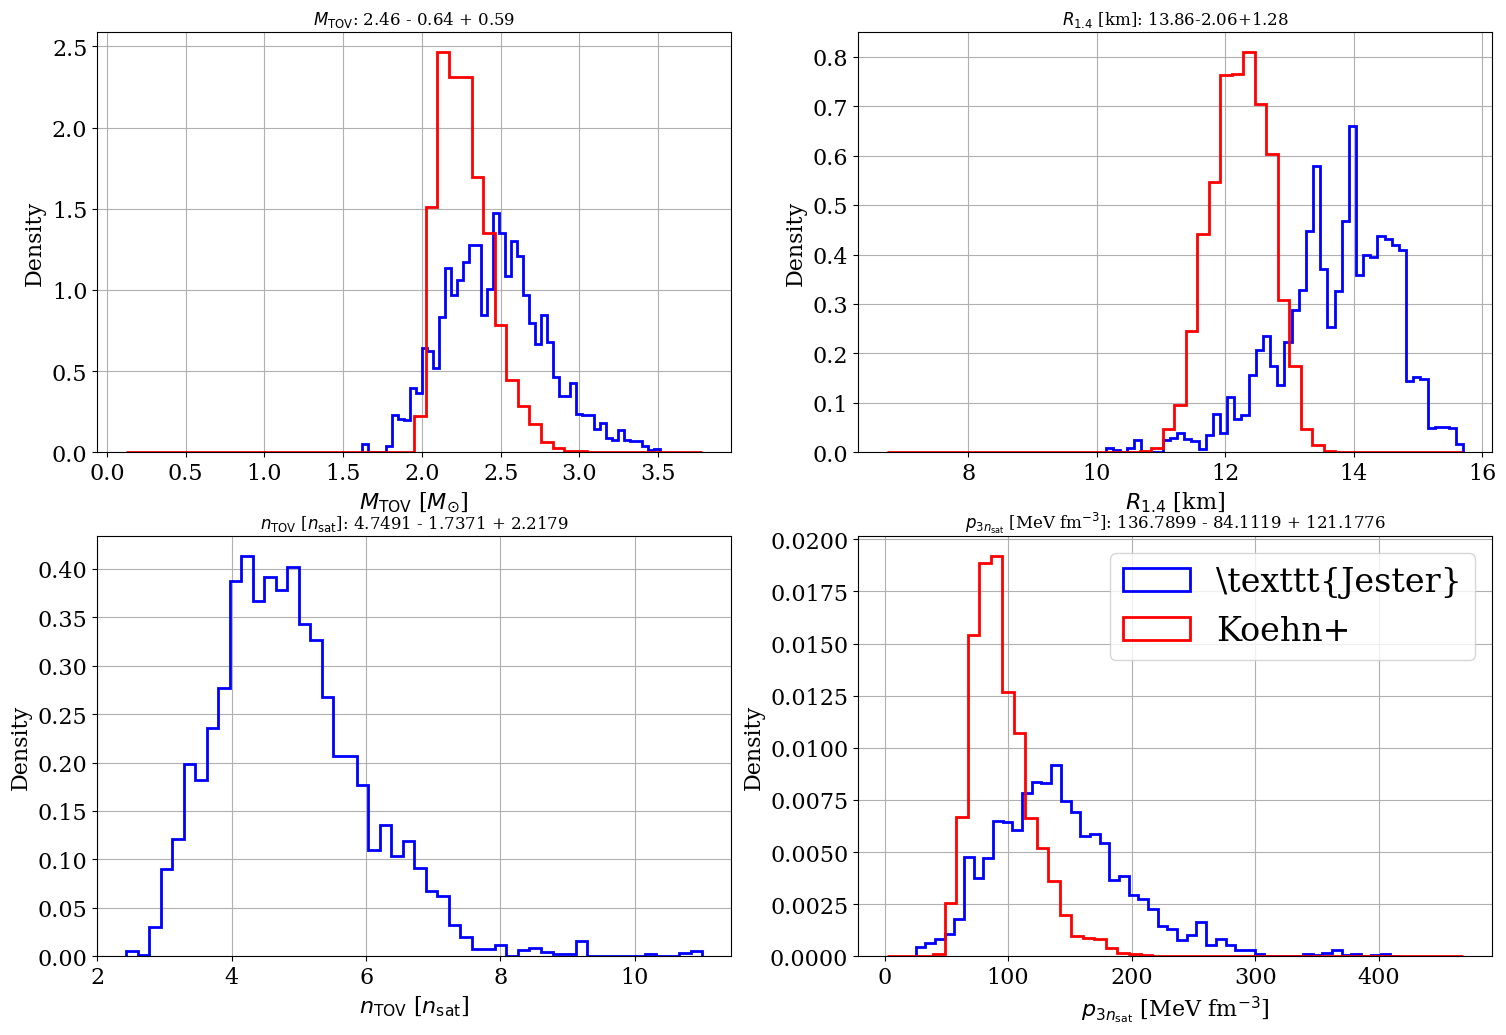 M_TOV: 2.46 - 0.64 + 0.59
2.5
2.0
1.5
1.0
0.5
0.0
Density
0.0 0.5 1.0 1.5 2.0 2.5 3.0 3.5
M_TOV [M_⊙]
R_1.4 [km]: 13.86-2.06+1.28
0.8
0.7
0.6
0.5
0.4
0.3
0.2
0.1
0.0
Density
8 10 12 14 16
R_1.4 [km]
n_TOV [n_sat]: 4.7491 - 1.7371 + 2.2179
0.40
0.35
0.30
0.25
0.20
0.15
0.10
0.05
0.00
Density
2 4 6 8 10
n_TOV [n_sat]
p_3n_sat [MeV fm⁻³]: 136.7899 - 84.1119 + 121.1776
0.0200
0.0175
0.0150
0.0125
0.0100
0.0075
0.0050
0.0025
0.0000
Density
\texttt{Jester}
Koehn+
0 100 200 300 400
p_3n_sat [MeV fm⁻³]